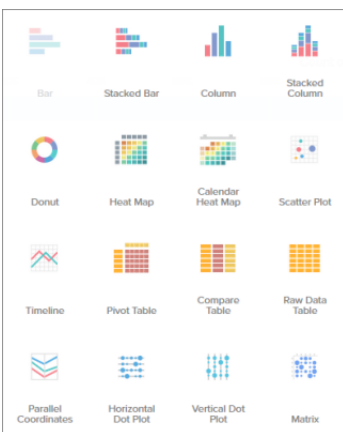 Bar
Stacked Bar
Column
Stacked
Column
Donut
Heat Map
Calendar
Heat Map
Scatter Plot
Timeline
Pivot Table
Compare
Table
Raw Data
Table
Parallel
Coordinates
Horizontal
Dot Plot
Vertical Dot
Plot
Matrix